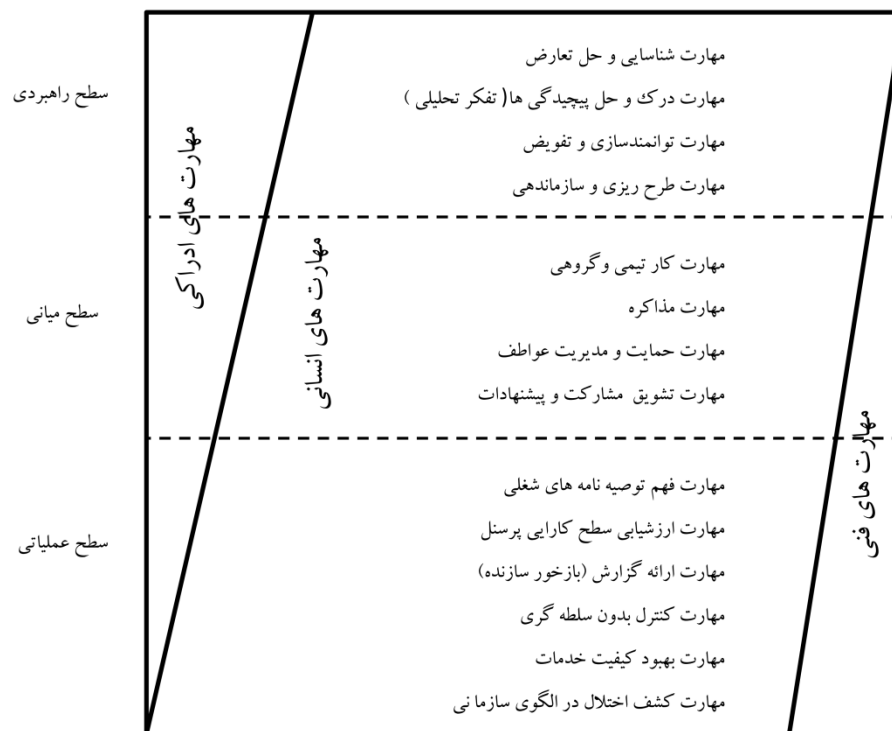 سطح راهبردی
مهارت های ادراکی
مهارت شناسایی و حل تعارض
مهارت درک و حل پیچیدگی ها( تفکر تحلیلی )
مهارت توانمندسازی و تفویض
مهارت طرح ریزی و سازماندهی
سطح میانی
مهارت های انسانی
مهارت کار تیمی وگروهی
مهارت مذاکره
مهارت حمایت و مدیریت عواطف
مهارت تشویق مشارکت و پیشنهادات
مهارت های فنی
سطح عملیاتی
مهارت فهم توصیه نامه های شغلی
مهارت ارزشیابی سطح کارایی پرسنل
مهارت ارائه گزارش (بازخور سازنده)
مهارت کنترل بدون سلطه گری
مهارت بهبود کیفیت خدمات
مهارت کشف اختلال در الگوی سازما نی